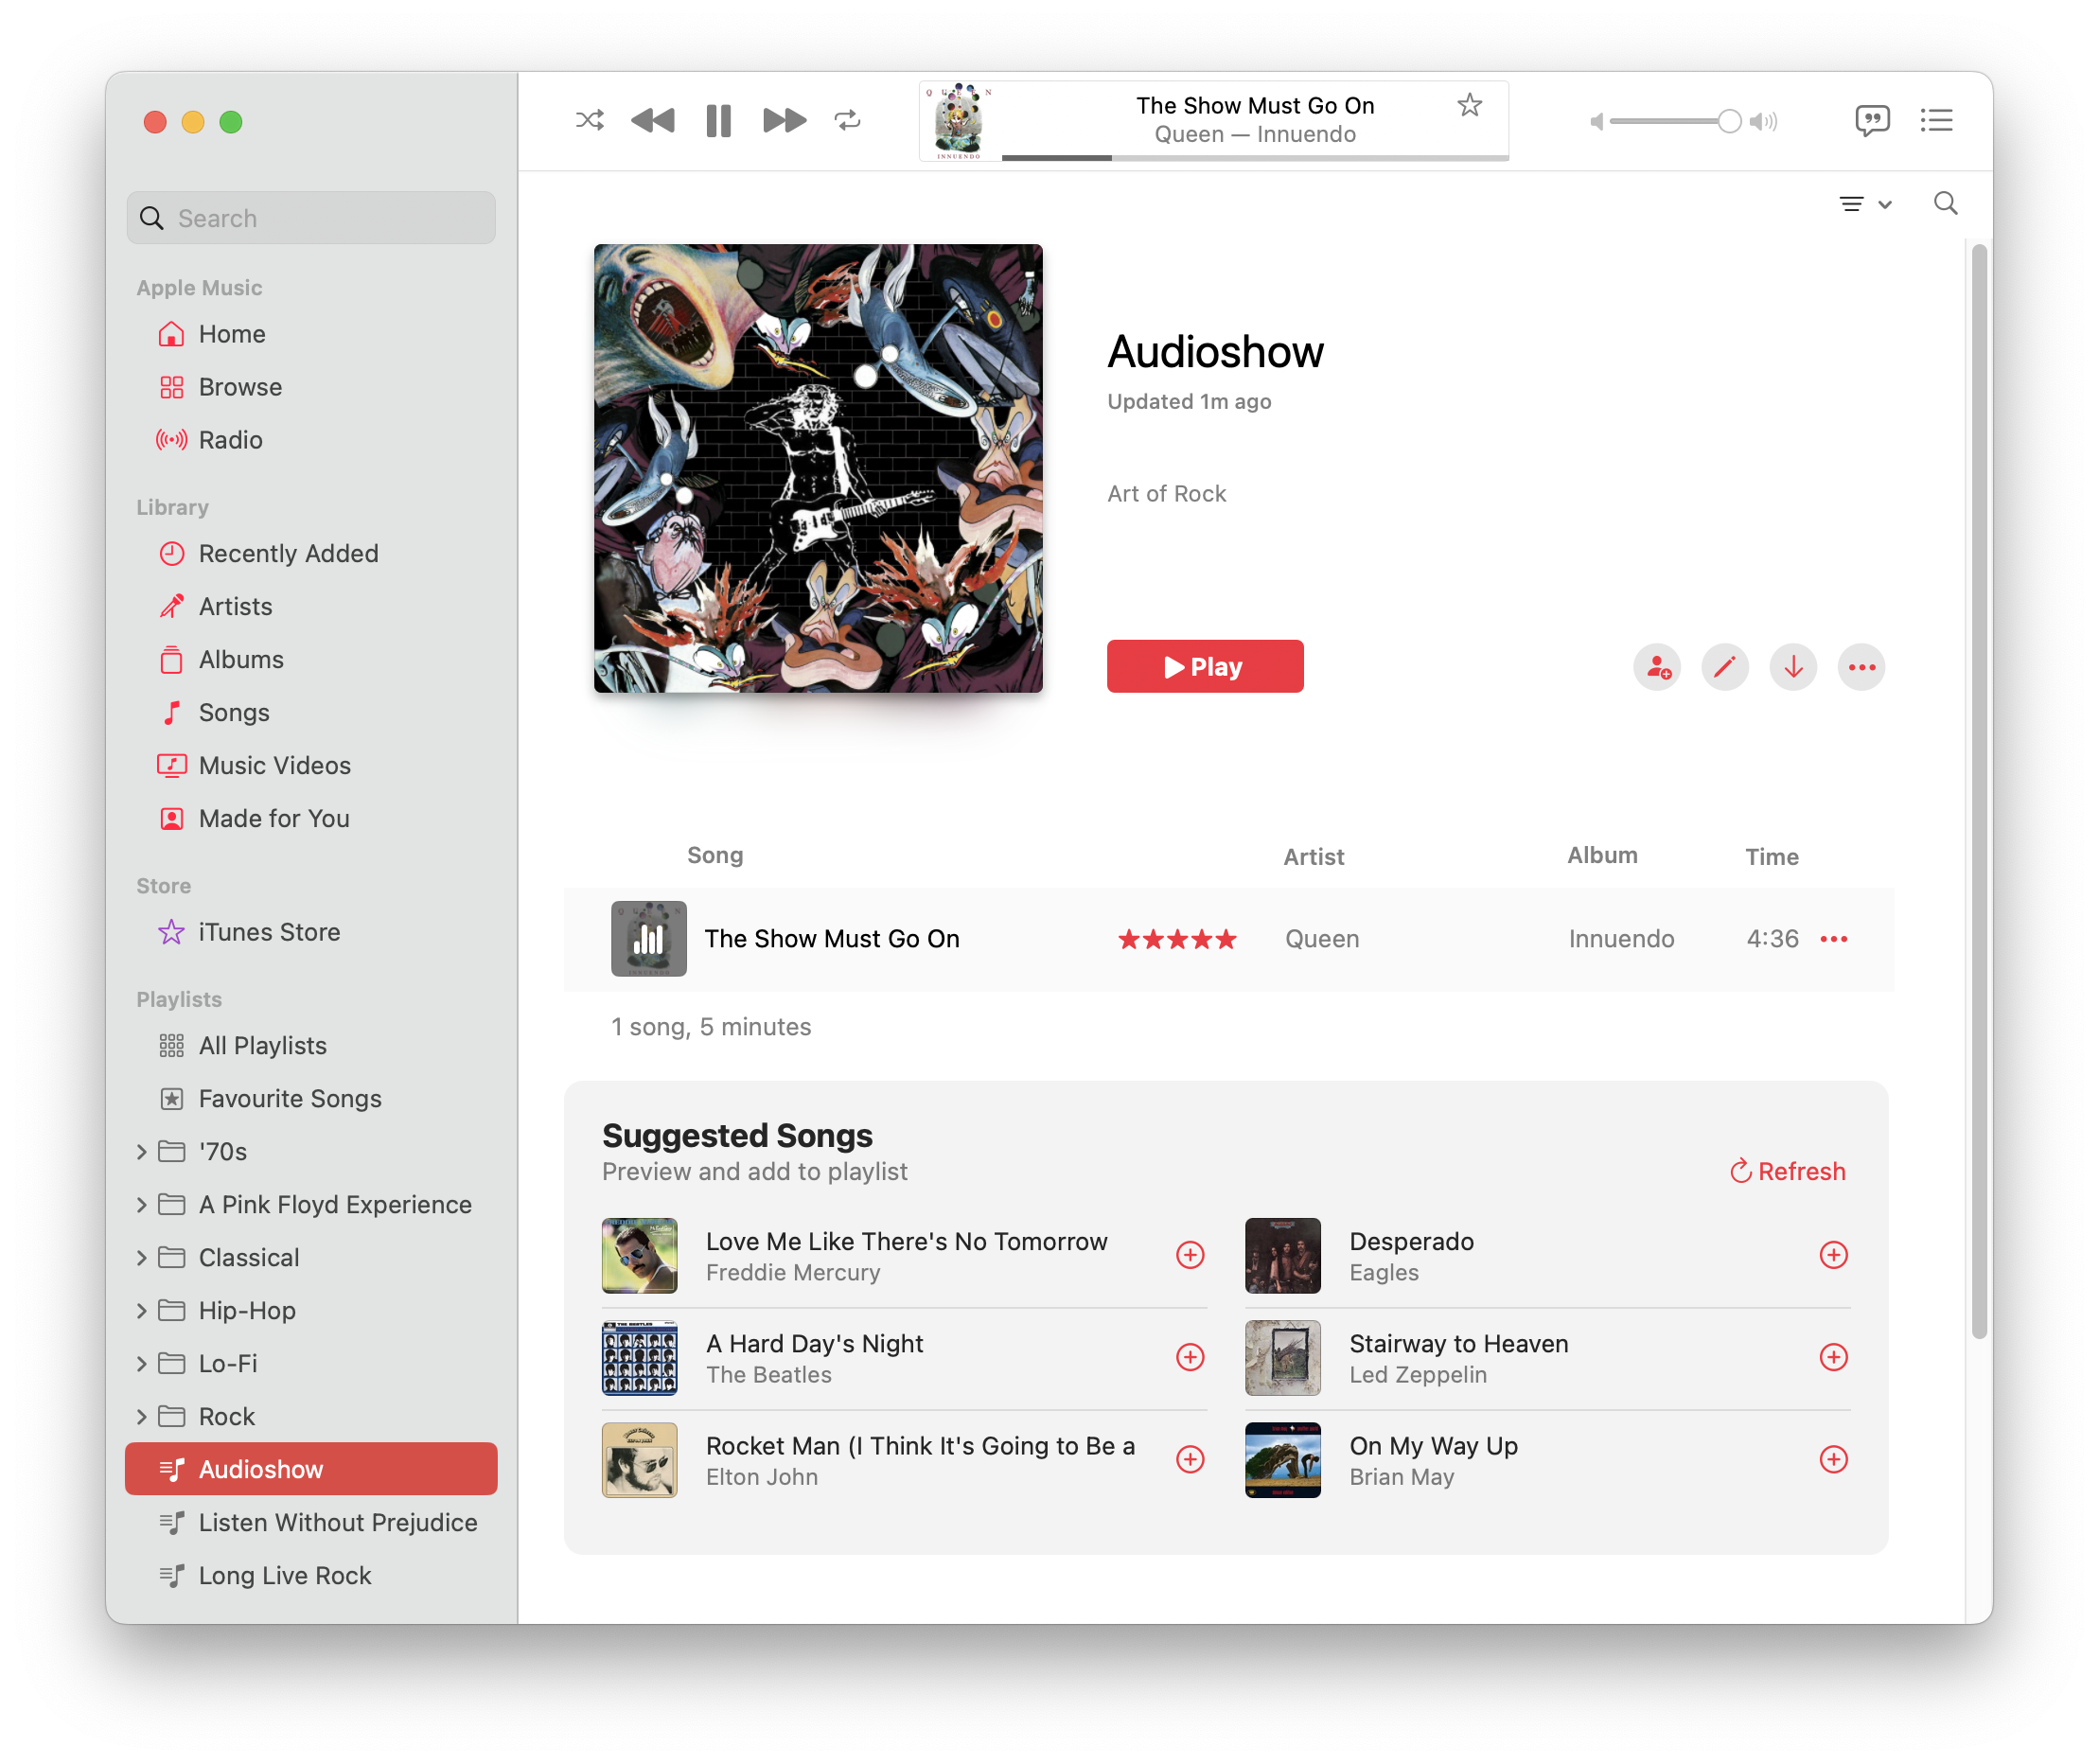 Search
Apple Music
Home
Browse
Radio
Library
Recently Added
Artists
Albums
Songs
Music Videos
Made for You
Store
iTunes Store
Playlists
All Playlists
Favourite Songs
'70s
A Pink Floyd Experience
Classical
Hip-Hop
Lo-Fi
Rock
Audioshow
Listen Without Prejudice
Long Live Rock
QUEEN
INNUENDO
The Show Must Go On
Queen — Innuendo
Audioshow
Updated 1m ago
Art of Rock
Play
Song Artist Album Time
QUEEN
INNUENDO
The Show Must Go On Queen Innuendo 4:36
1 song, 5 minutes
Suggested Songs
Preview and add to playlist
Refresh
Love Me Like There's No Tomorrow
Freddie Mercury
Desperado
Eagles
THE BEATLES
A Hard Day's Night
The Beatles
Stairway to Heaven
Led Zeppelin
Rocket Man (I Think It's Going to Be a
Elton John
On My Way Up
Brian May